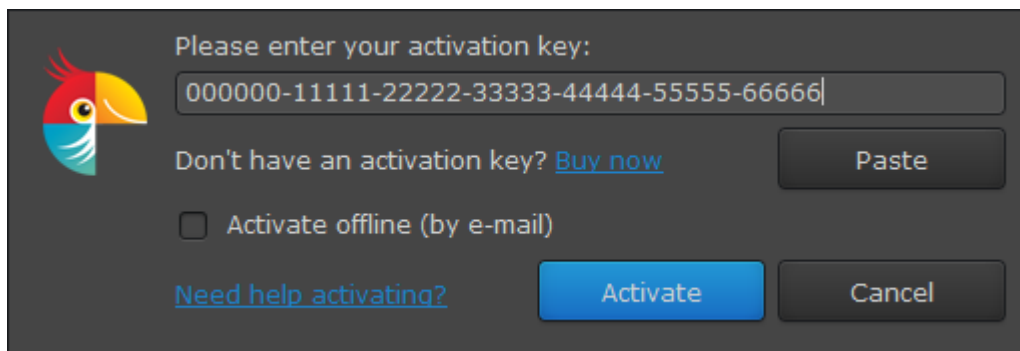 Please enter your activation key:
000000-11111-22222-33333-44444-55555-66666
Don't have an activation key? Buy now
Paste
Activate offline (by e-mail)
Need help activating?
Activate
Cancel